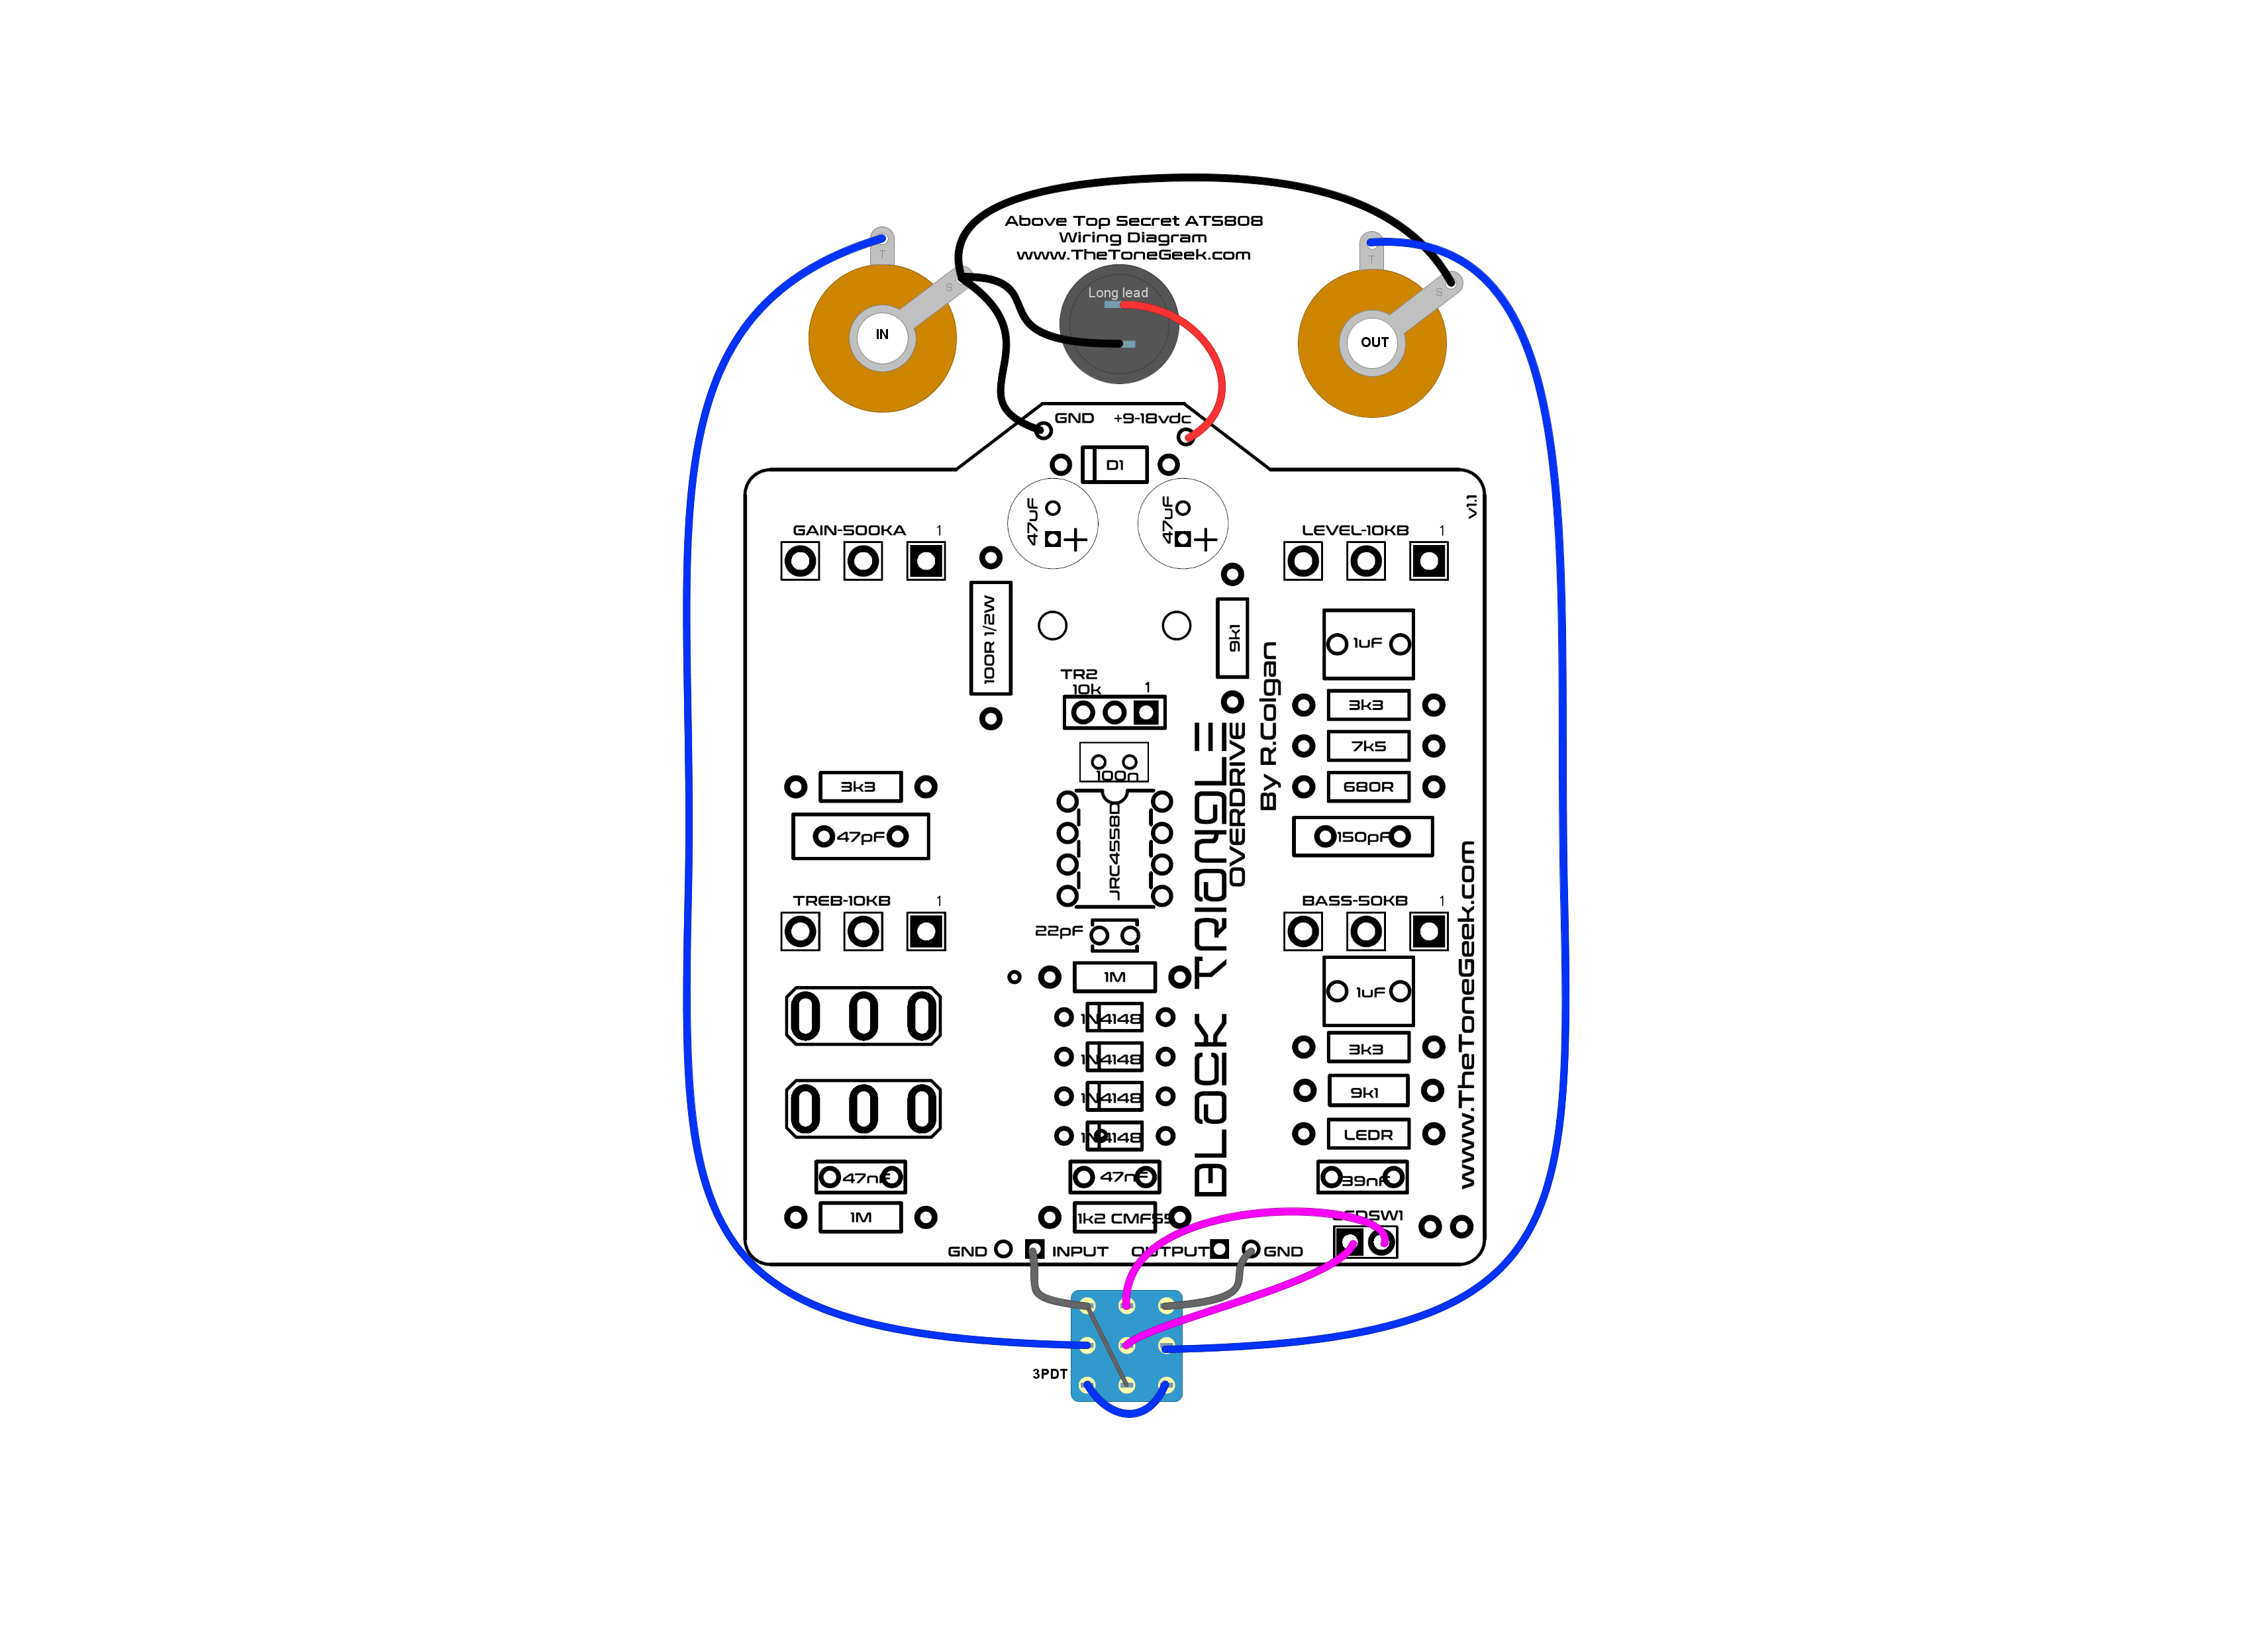 Above Top Secret ATS808
Wiring Diagram
www.TheToneGeek.com
T
S
IN
Long lead
T
S
OUT
GND
+9-18vdc
D1
47uF
47uF
v1.1
GAIN-500KA
1
LEVEL-10KB
1
100R 1/2W
9k1
1uF
TR2
10k
1
3k3
7k5
680R
100n
3k3
47pF
JRC4558D
150pF
BLACK TRIANGLE
OVERDRIVE
By R.Colgan
www.TheToneGeek.com
TREB-10KB
1
BASS-50KB
1
22pF
1M
1uF
1N4148
1N4148
1N4148
1N4148
3k3
9k1
LEDR
47nF
47nF
39nF
1M
1k2 CMF55
GND
INPUT
OUTPUT
GND
3PDT